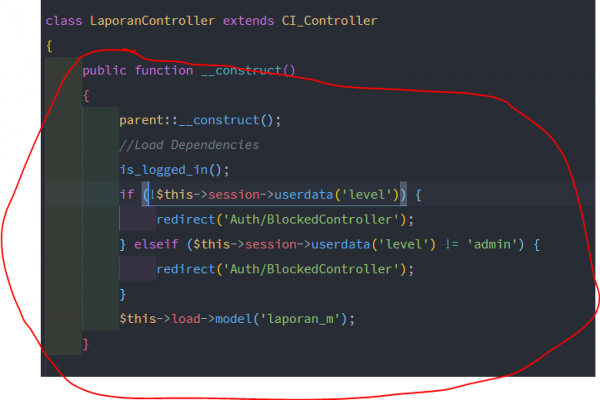 class LaporanController extends CI_Controller
{
public function __construct()
{
parent::__construct();
//Load Dependencies
is_logged_in();
if (!$this->session->userdata('level')) {
redirect('Auth/BlockedController');
} elseif ($this->session->userdata('level') != 'admin') {
redirect('Auth/BlockedController');
}
$this->load->model('laporan_m');
}